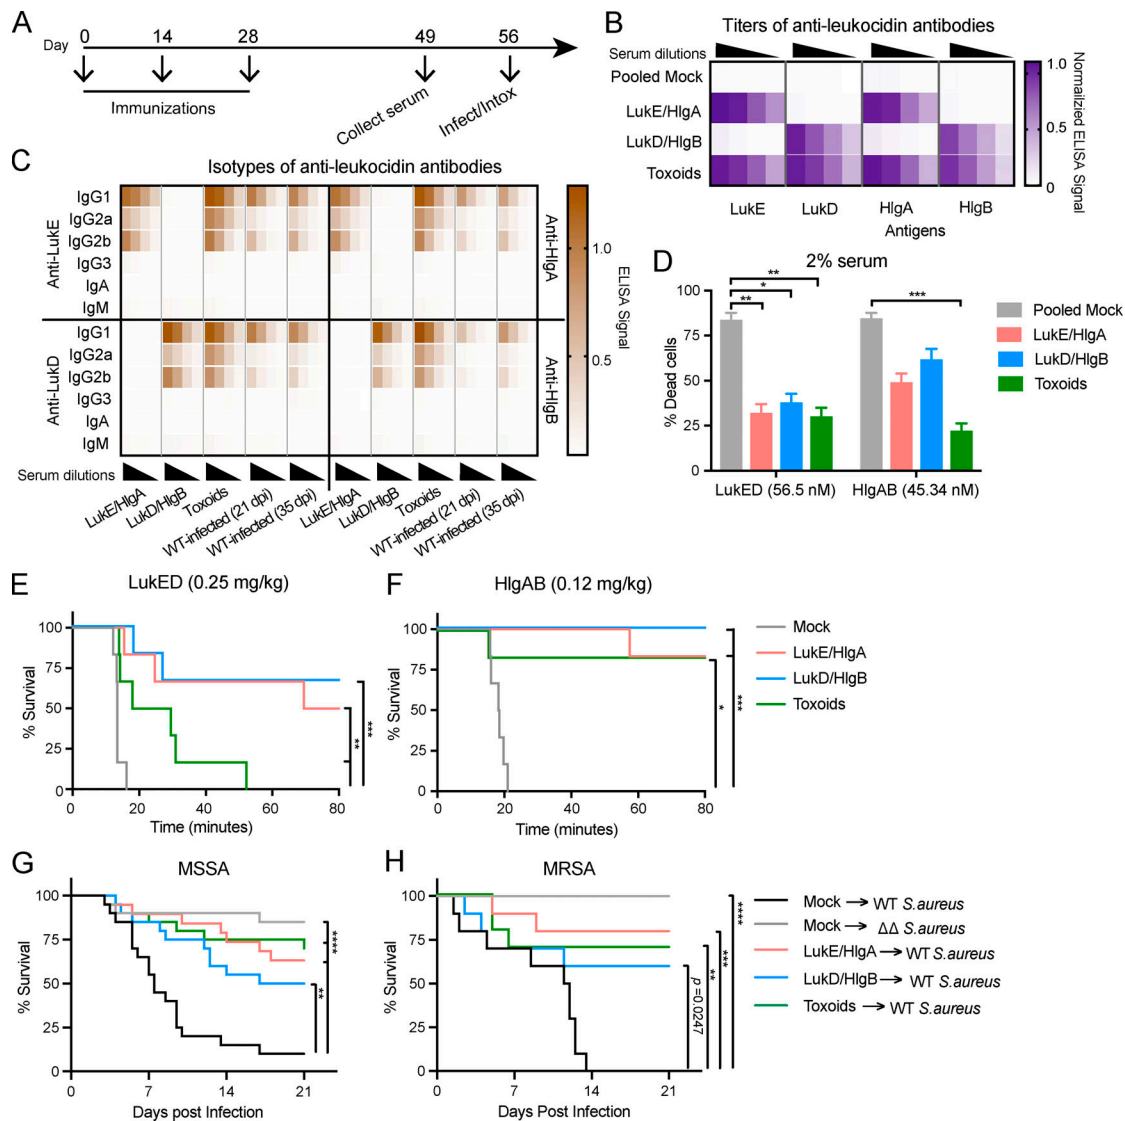 A
Day
0
14
28
49
56
Immunizations
Collect serum
Infect/Intox
B
Titers of anti-leukocidin antibodies
Serum dilutions
Pooled Mock
LukE/HlgA
LukD/HlgB
Toxoids
LukE
LukD
HlgA
HlgB
Antigens
1.0
0.5
0
Normailzied ELISA Signal
C
Isotypes of anti-leukocidin antibodies
Anti-LukE
IgG1
IgG2a
IgG2b
IgG3
IgA
IgM
Anti-HlgA
Anti-LukD
IgG1
IgG2a
IgG2b
IgG3
IgA
IgM
Anti-HlgB
1.0
0.5
ELISA Signal
Serum dilutions
LukE/HlgA
LukD/HlgB
Toxoids
WT-infected (21 dpi)
WT-infected (35 dpi)
LukE/HlgA
LukD/HlgB
Toxoids
WT-infected (21 dpi)
WT-infected (35 dpi)
D
2% serum
% Dead cells
100
75
50
25
0
**
*
**
***
LukED (56.5 nM)
HlgAB (45.34 nM)
Pooled Mock
LukE/HlgA
LukD/HlgB
Toxoids
E
LukED (0.25 mg/kg)
% Survival
100
75
50
25
0
0
20
40
60
80
Time (minutes)
**
***
F
HlgAB (0.12 mg/kg)
% Survival
100
75
50
25
0
0
20
40
60
80
Time (minutes)
*
***
Mock
LukE/HlgA
LukD/HlgB
Toxoids
G
MSSA
% Survival
100
75
50
25
0
0
7
14
21
Days post Infection
**
****
H
MRSA
% Survival
100
75
50
25
0
0
7
14
21
Days Post Infection
p=0.0247
**
***
****
Mock → WT S.aureus
Mock → ΔΔ S.aureus
LukE/HlgA → WT S.aureus
LukD/HlgB → WT S.aureus
Toxoids → WT S.aureus